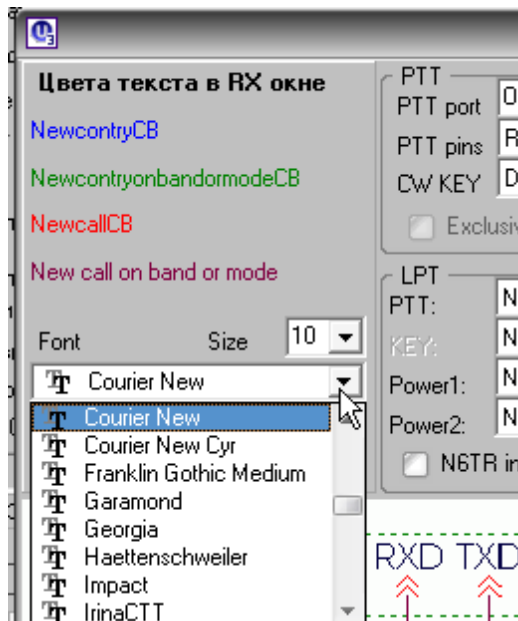 Цвета текста в RX окне
NewcontryCB
NewcontryonbandormodeCB
NewcallCB
New call on band or mode
Font Size 10
Courier New
Courier New
Courier New Cyr
Franklin Gothic Medium
Garamond
Georgia
Haettenschweiler
Impact
IrinaCTT
PTT
PTT port
PTT pins R
CW KEY D
LPT
PTT: N
KEY: N
Power1: N
Power2: N
N6TR in
RXD TXD